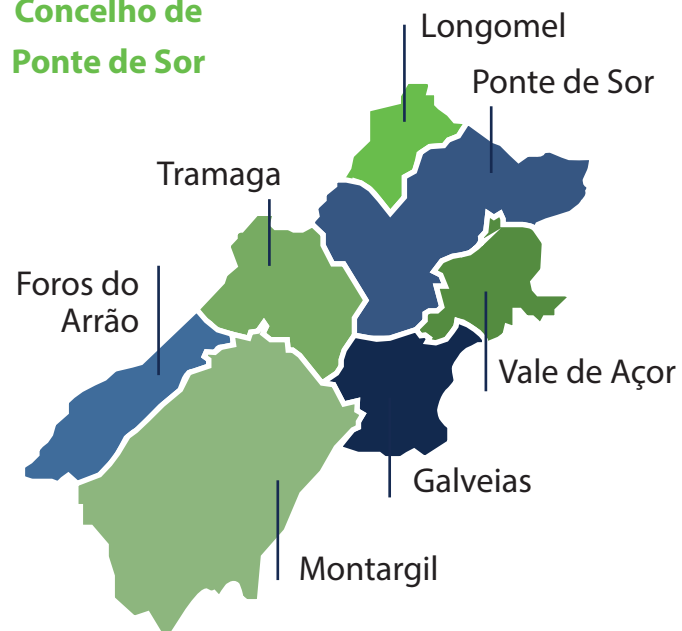 Concelho de
Ponte de Sor
Longomel
Ponte de Sor
Tramaga
Foros do
Arrão
Vale de Açor
Galveias
Montargil